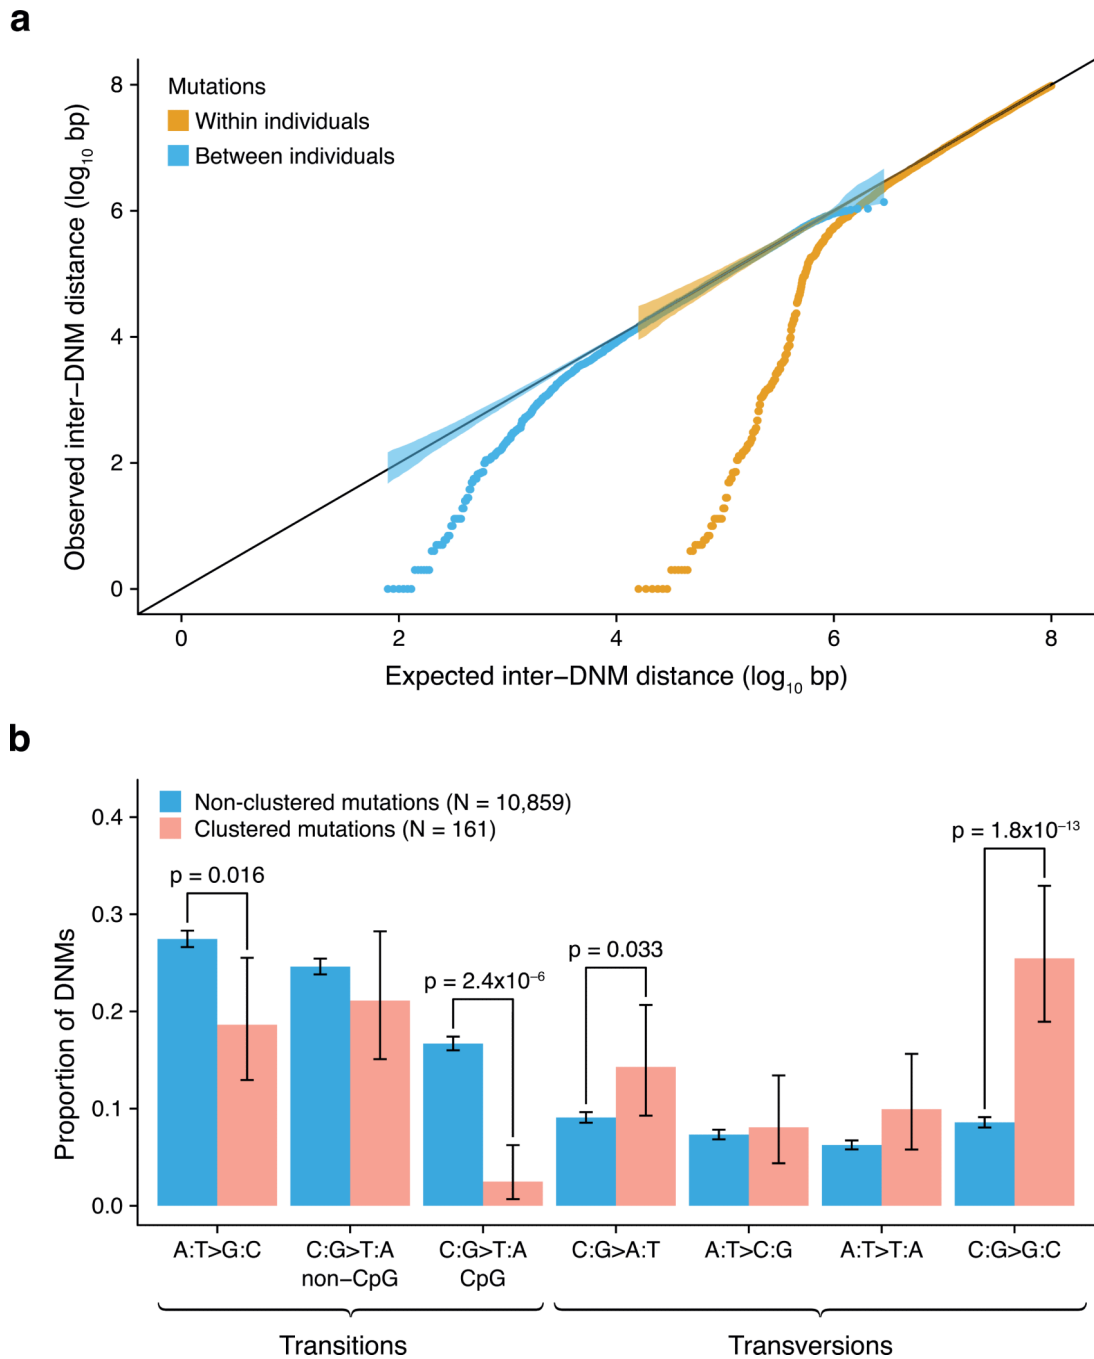 a
Mutations
Within individuals
Between individuals
Observed inter−DNM distance (log₁₀ bp)
8
6
4
2
0
0 2 4 6 8
Expected inter−DNM distance (log₁₀ bp)
b
Non−clustered mutations (N = 10,859)
Clustered mutations (N = 161)
p = 0.016
p = 2.4x10⁻⁶
p = 0.033
p = 1.8x10⁻¹³
Proportion of DNMs
0.4
0.3
0.2
0.1
0.0
A:T>G:C C:G>T:A C:G>T:A C:G>A:T A:T>C:G A:T>T:A C:G>G:C
non−CpG CpG
Transitions Transversions